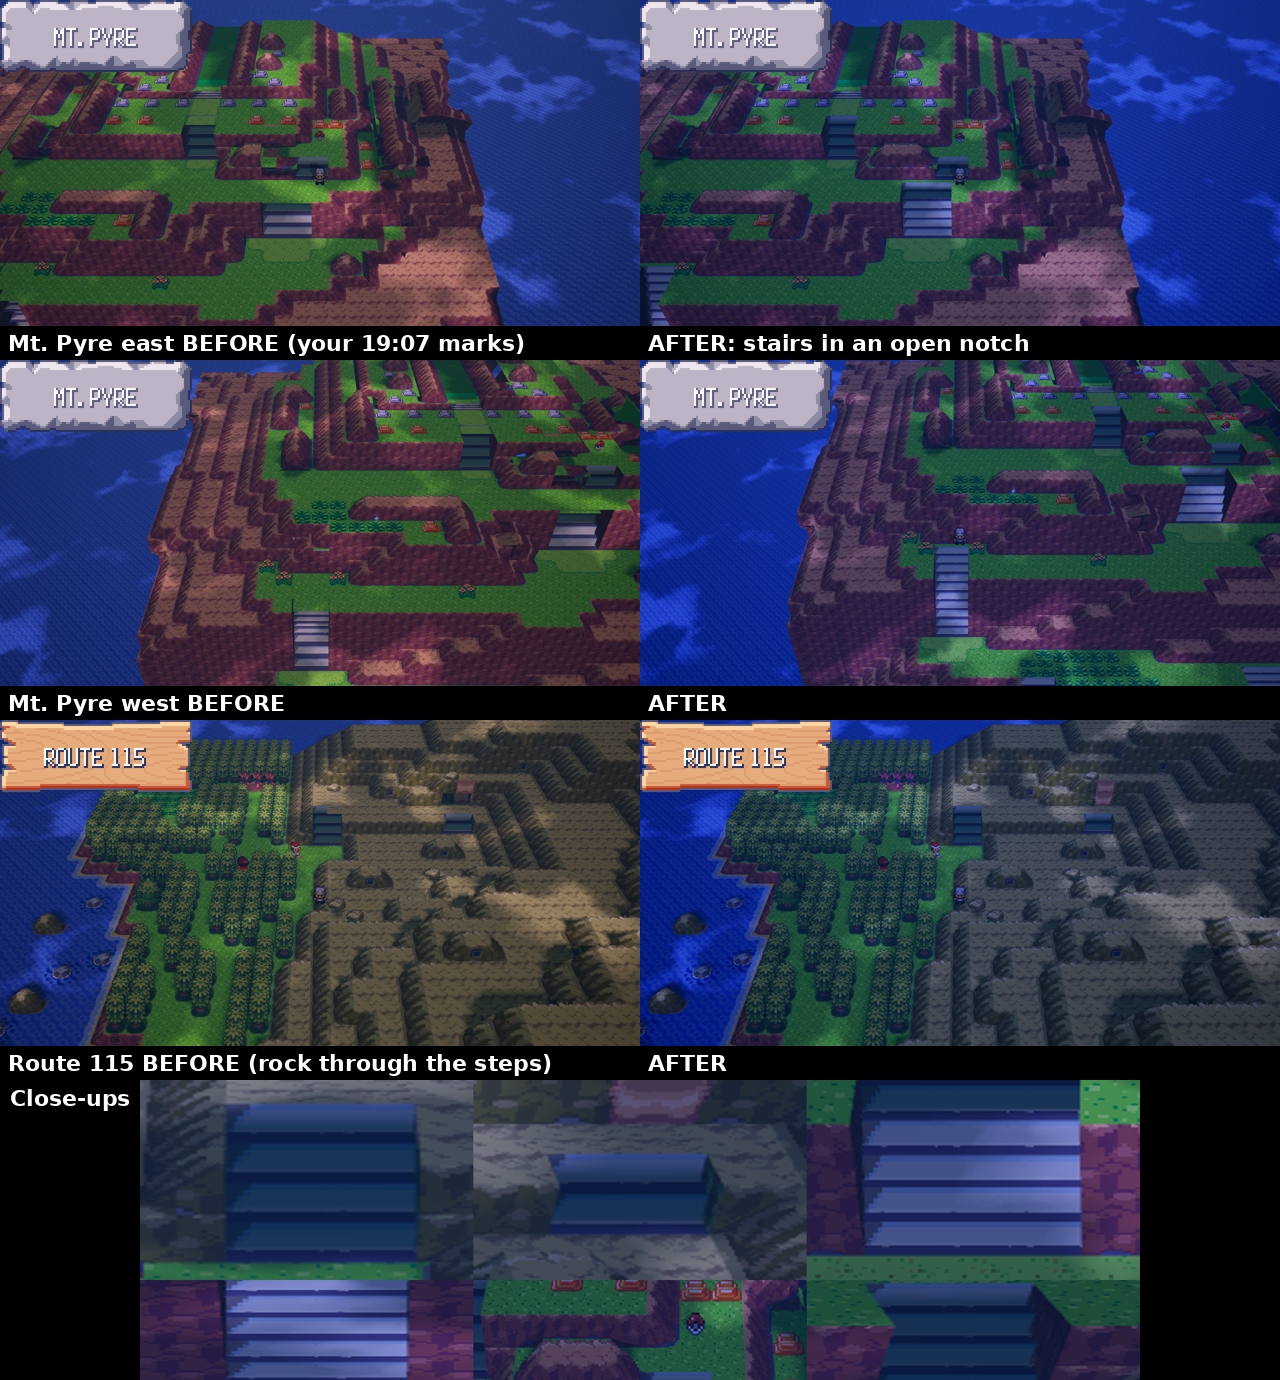 MT. PYRE
MT. PYRE
Mt. Pyre east BEFORE (your 19:07 marks)
AFTER: stairs in an open notch
MT. PYRE
MT. PYRE
Mt. Pyre west BEFORE
AFTER
ROUTE 115
ROUTE 115
Route 115 BEFORE (rock through the steps)
AFTER
Close-ups